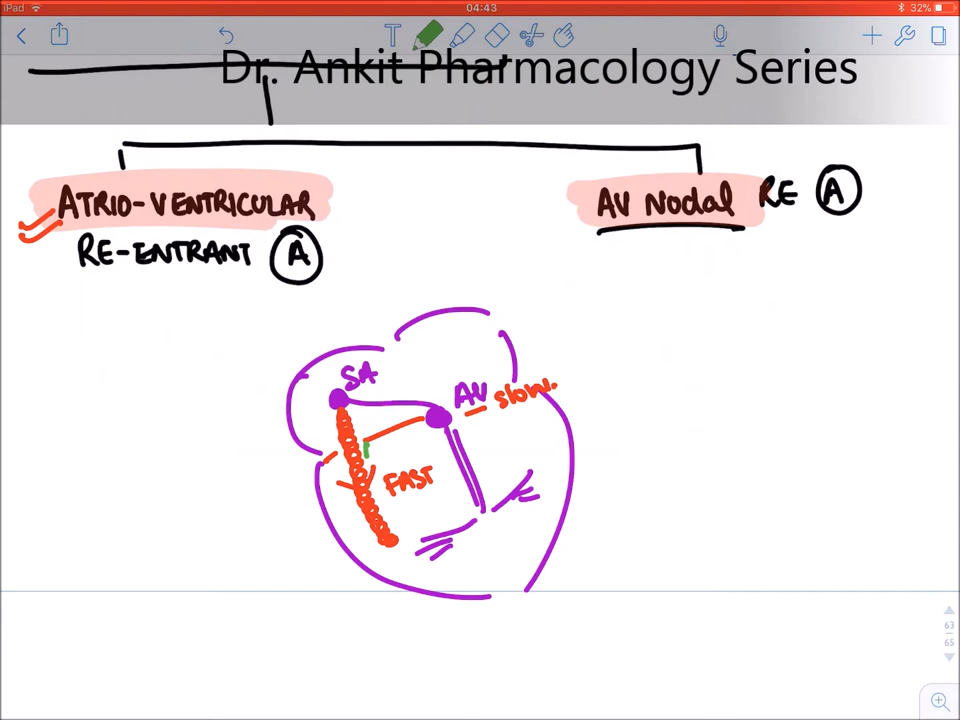 iPad 04:43 32%
T
Dr. Ankit Pharmacology Series
ATRIO-VENTRICULAR
RE-ENTRANT A
AV Nodal RE A
SA
AV slow.
FAST
63
65